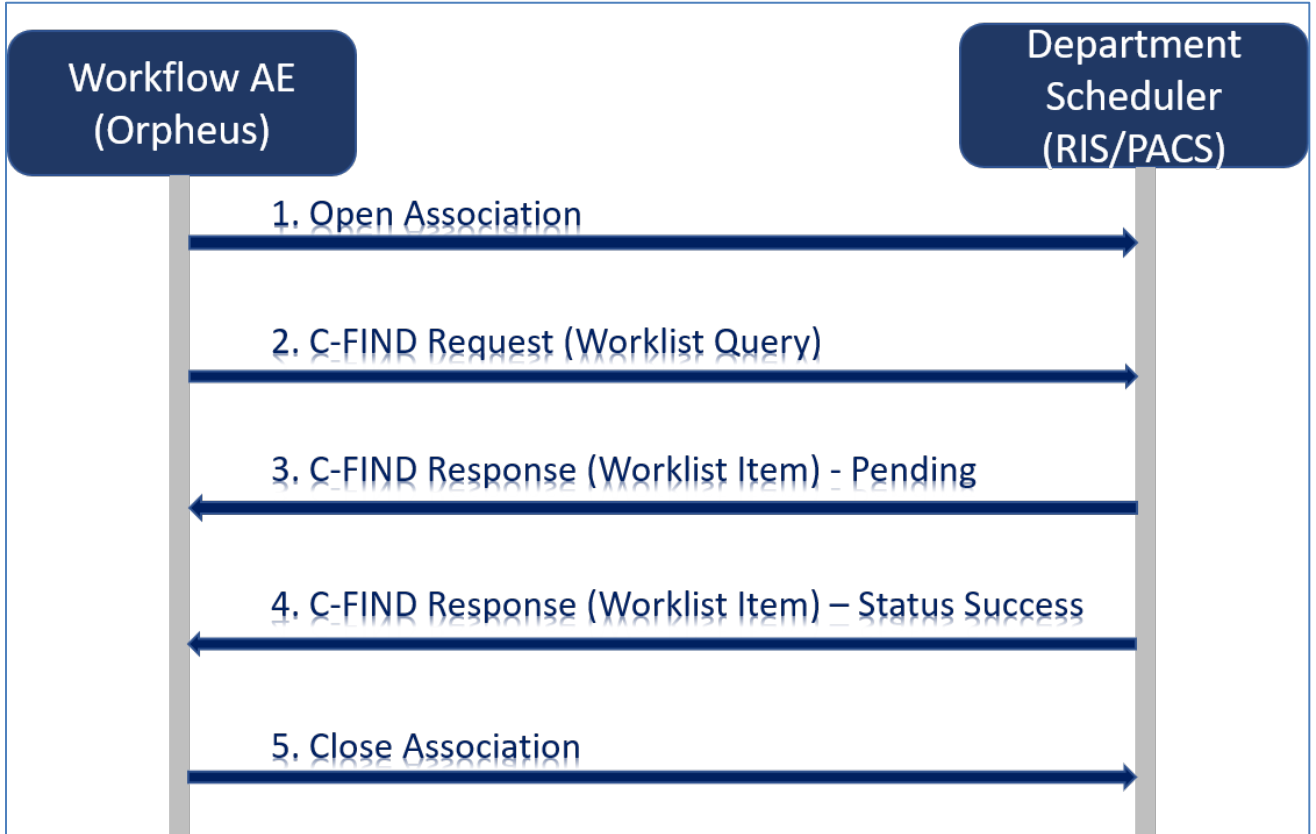 Workflow AE
(Orpheus)
Department
Scheduler
(RIS/PACS)
1. Open Association
2. C-FIND Request (Worklist Query)
3. C-FIND Response (Worklist Item) - Pending
4. C-FIND Response (Worklist Item) – Status Success
5. Close Association